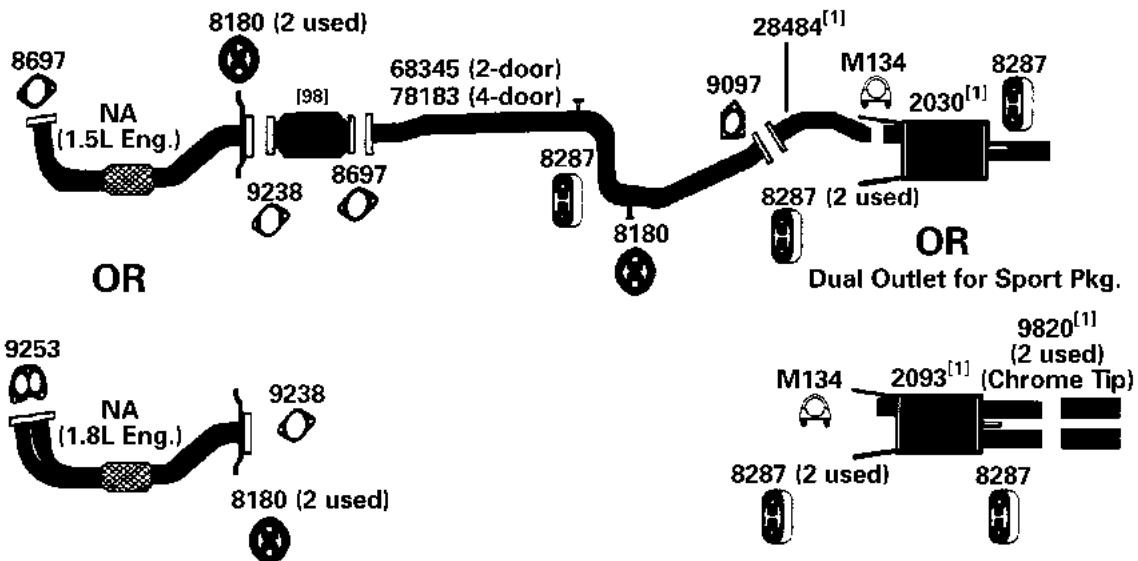 8180 (2 used)
28484[1]
8697
68345 (2-door)
[98]
78183 (4-door)
9097
M134
8287
2030[1]
NA
(1.5L Eng.)
9238
8697
8287
8287 (2 used)
8180
OR
OR
Dual Outlet for Sport Pkg.
9253
9820[1]
(2 used)
(Chrome Tip)
NA
(1.8L Eng.)
9238
M134
2093[1]
8180 (2 used)
8287 (2 used)
8287